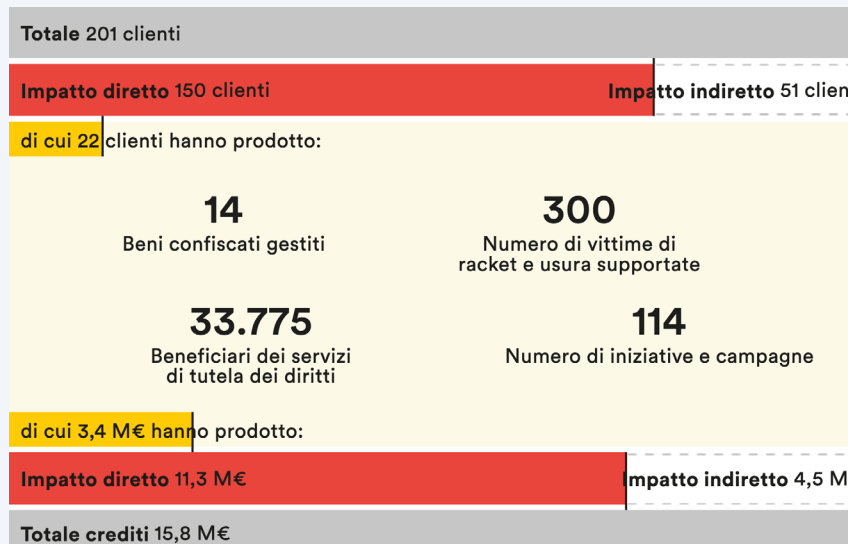 Totale 201 clienti
Impatto diretto 150 clienti
Impatto indiretto 51 clien
di cui 22 clienti hanno prodotto:
14
Beni confiscati gestiti
300
Numero di vittime di
racket e usura supportate
33.775
Beneficiari dei servizi
di tutela dei diritti
114
Numero di iniziative e campagne
di cui 3,4 M€ hanno prodotto:
Impatto diretto 11,3 M€
Impatto indiretto 4,5 M
Totale crediti 15,8 M€